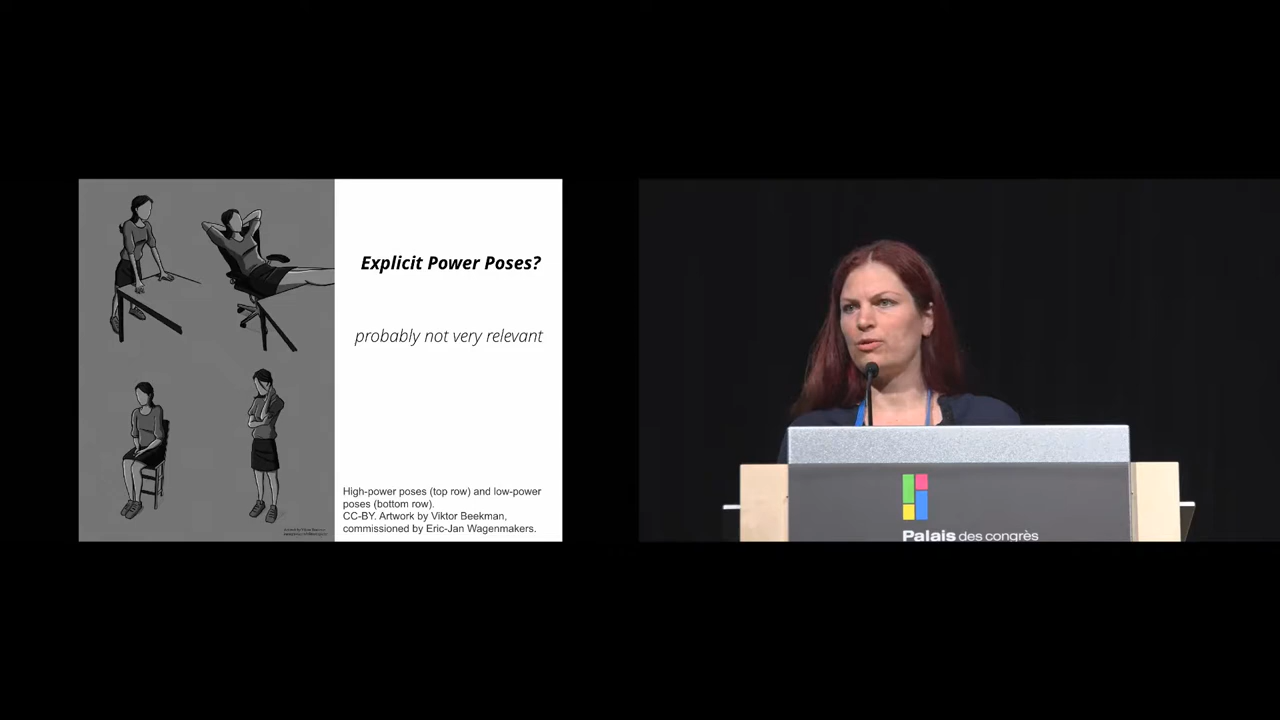 Explicit Power Poses?
probably not very relevant
High-power poses (top row) and low-power
poses (bottom row).
CC-BY. Artwork by Viktor Beekman,
commissioned by Eric-Jan Wagenmakers.
Palais des congrès